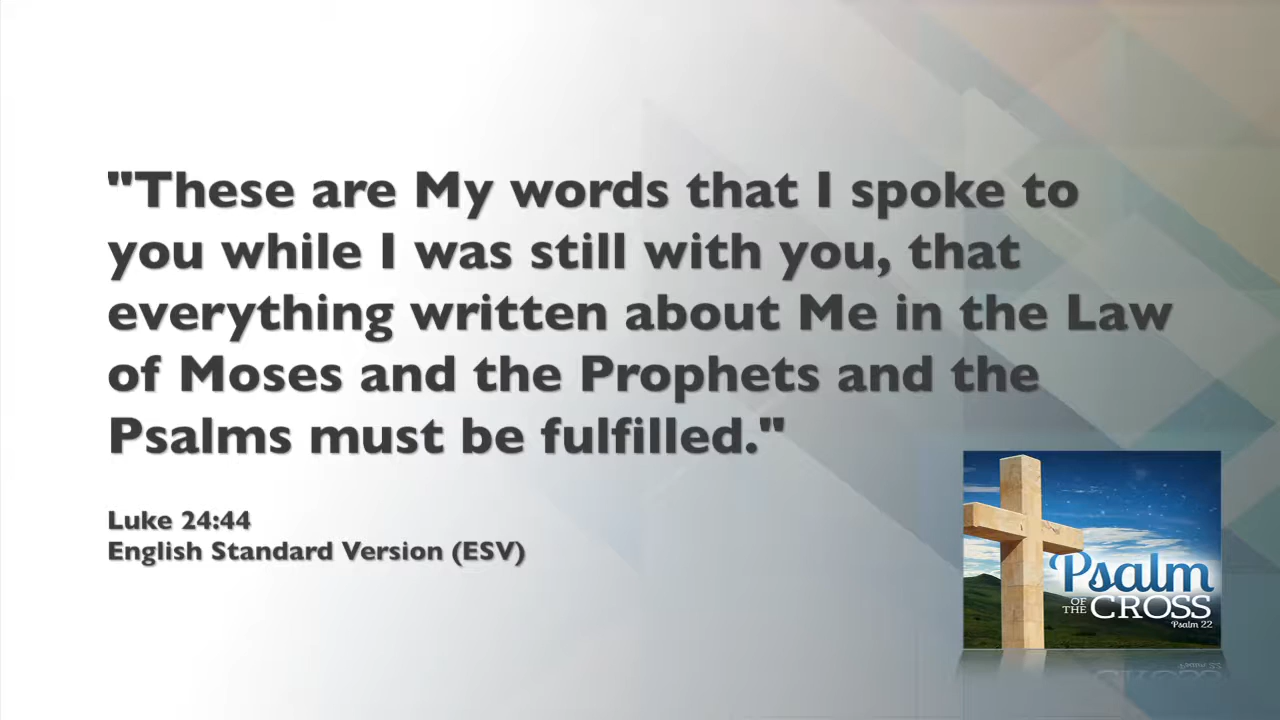 "These are My words that I spoke to
you while I was still with you, that
everything written about Me in the Law
of Moses and the Prophets and the
Psalms must be fulfilled."
Luke 24:44
English Standard Version (ESV)
Psalm
OF THE CROSS
Psalm 22